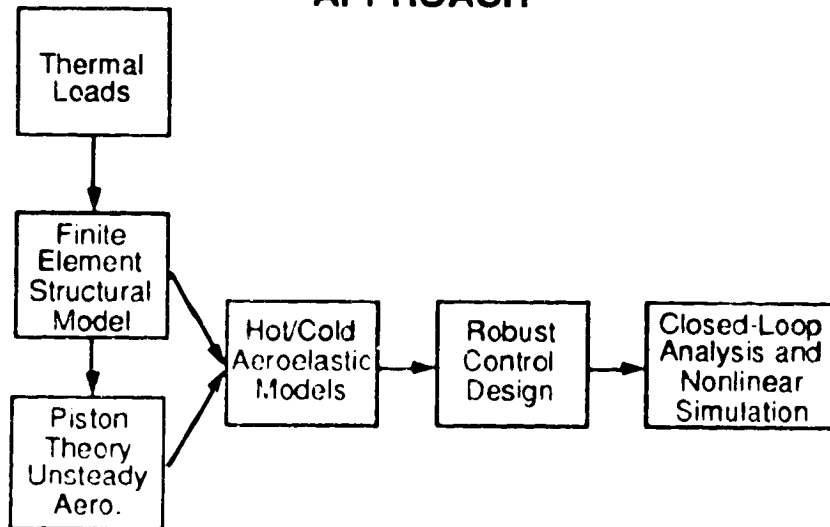 APPROACH
Thermal
Loads
Finite
Element
Structural
Model
Piston
Theory
Unsteady
Aero.
Hot/Cold
Aeroelastic
Models
Robust
Control
Design
Closed-Loop
Analysis and
Nonlinear
Simulation